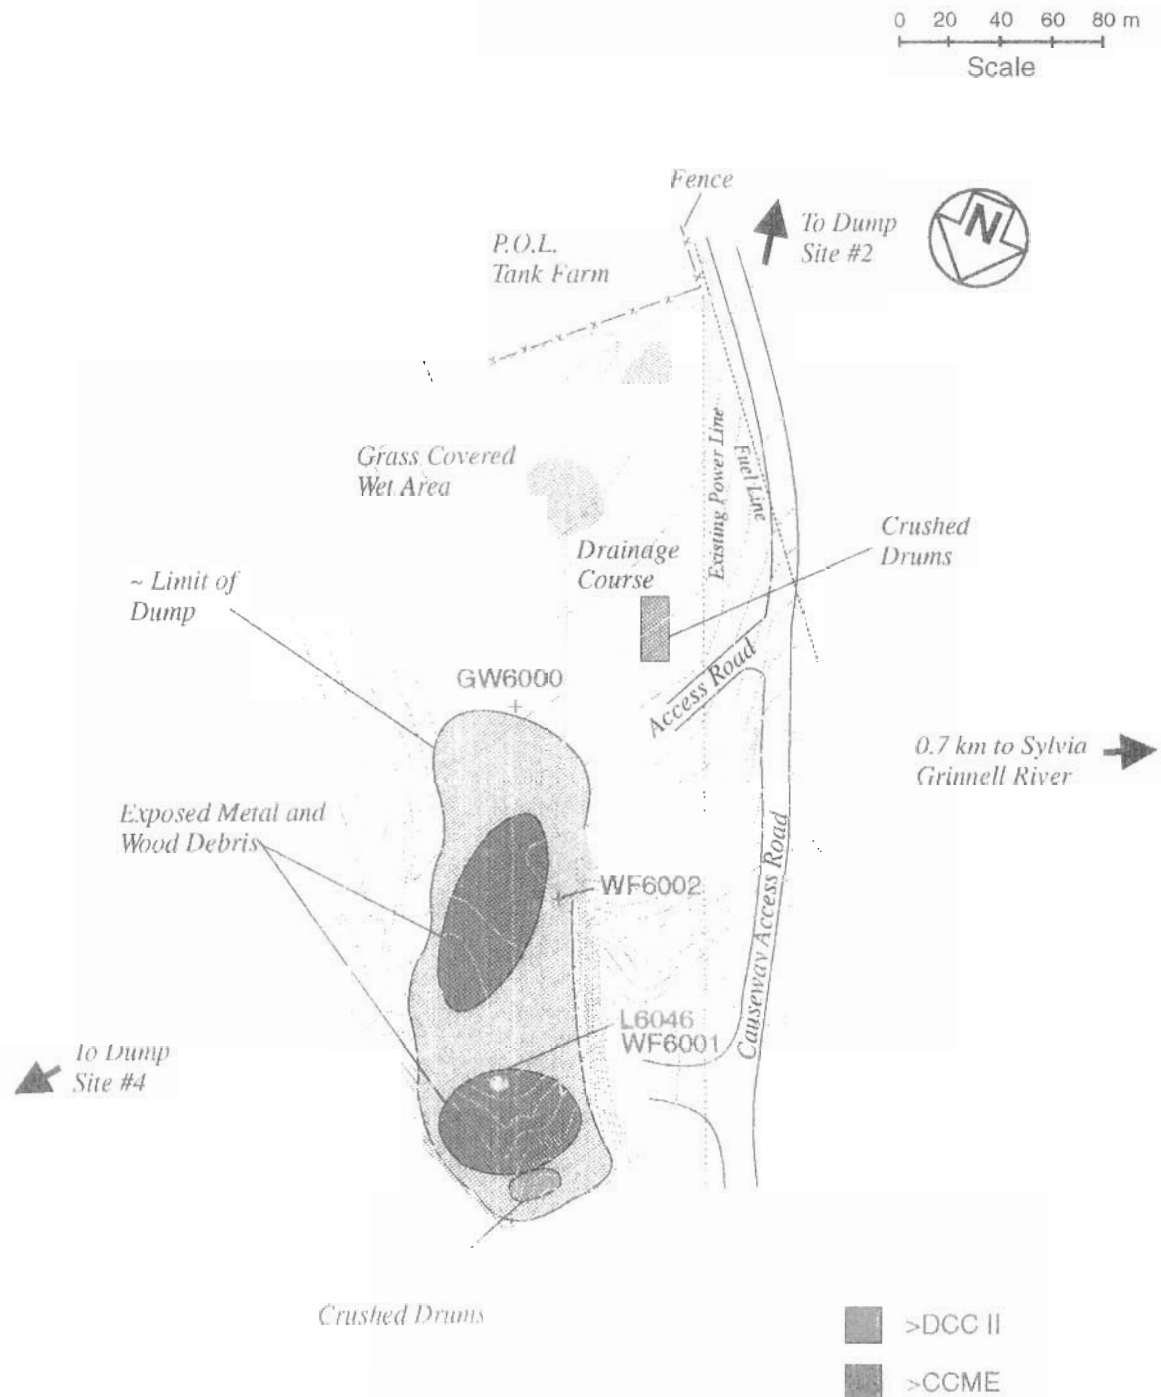 0 20 40 60 80 m
Scale
Fence
To Dump
Site #2
N
P.O.L.
Tank Farm
Grass Covered
Wet Area
Existing Power Line
Fuel Line
Crushed
Drums
Drainage
Course
~ Limit of
Dump
GW6000
Access Road
0.7 km to Sylvia
Grinnell River
Exposed Metal and
Wood Debris
WF6002
Causeway Access Road
L6046
WF6001
To Dump
Site #4
Crushed Drums
>DCC II
>CCME